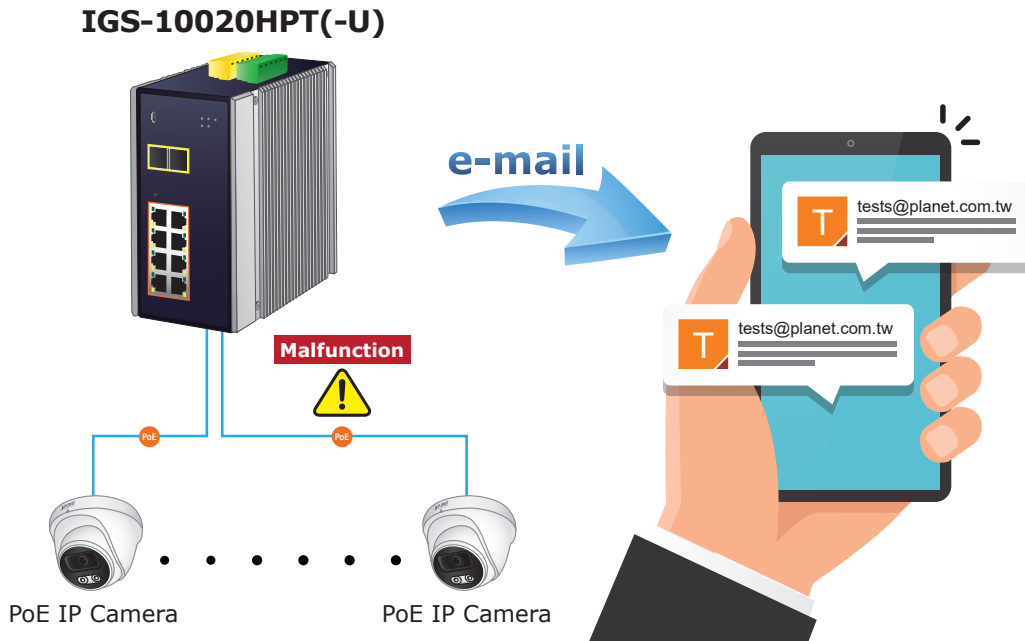 IGS-10020HPT(-U)
e-mail
T
tests@planet.com.tw
T
tests@planet.com.tw
Malfunction
PoE
PoE
PoE IP Camera
PoE IP Camera